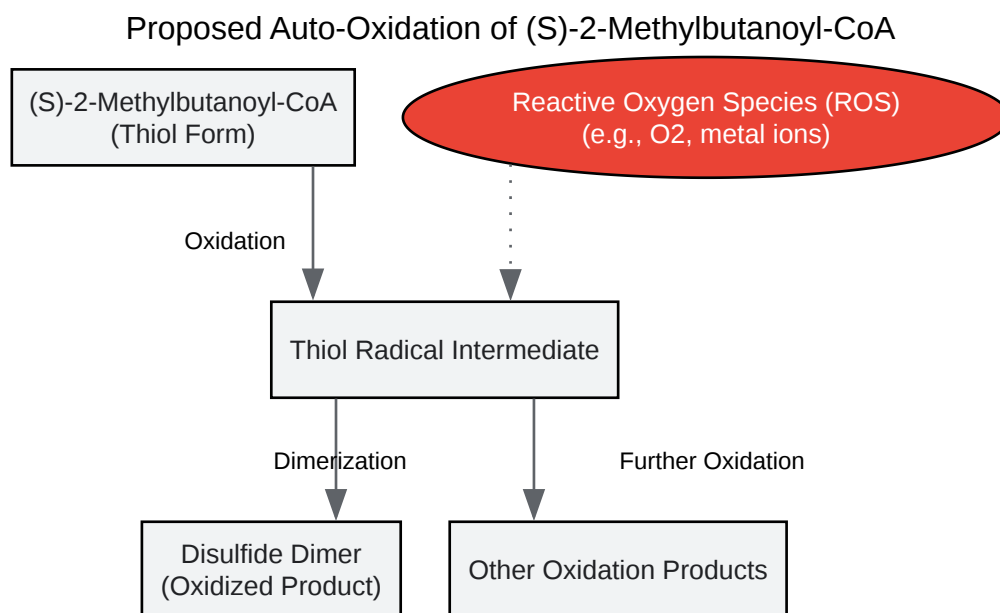 Proposed Auto-Oxidation of (S)-2-Methylbutanoyl-CoA
(S)-2-Methylbutanoyl-CoA
(Thiol Form)
Reactive Oxygen Species (ROS)
(e.g., O2, metal ions)
Oxidation
Thiol Radical Intermediate
Dimerization
Further Oxidation
Disulfide Dimer
(Oxidized Product)
Other Oxidation Products